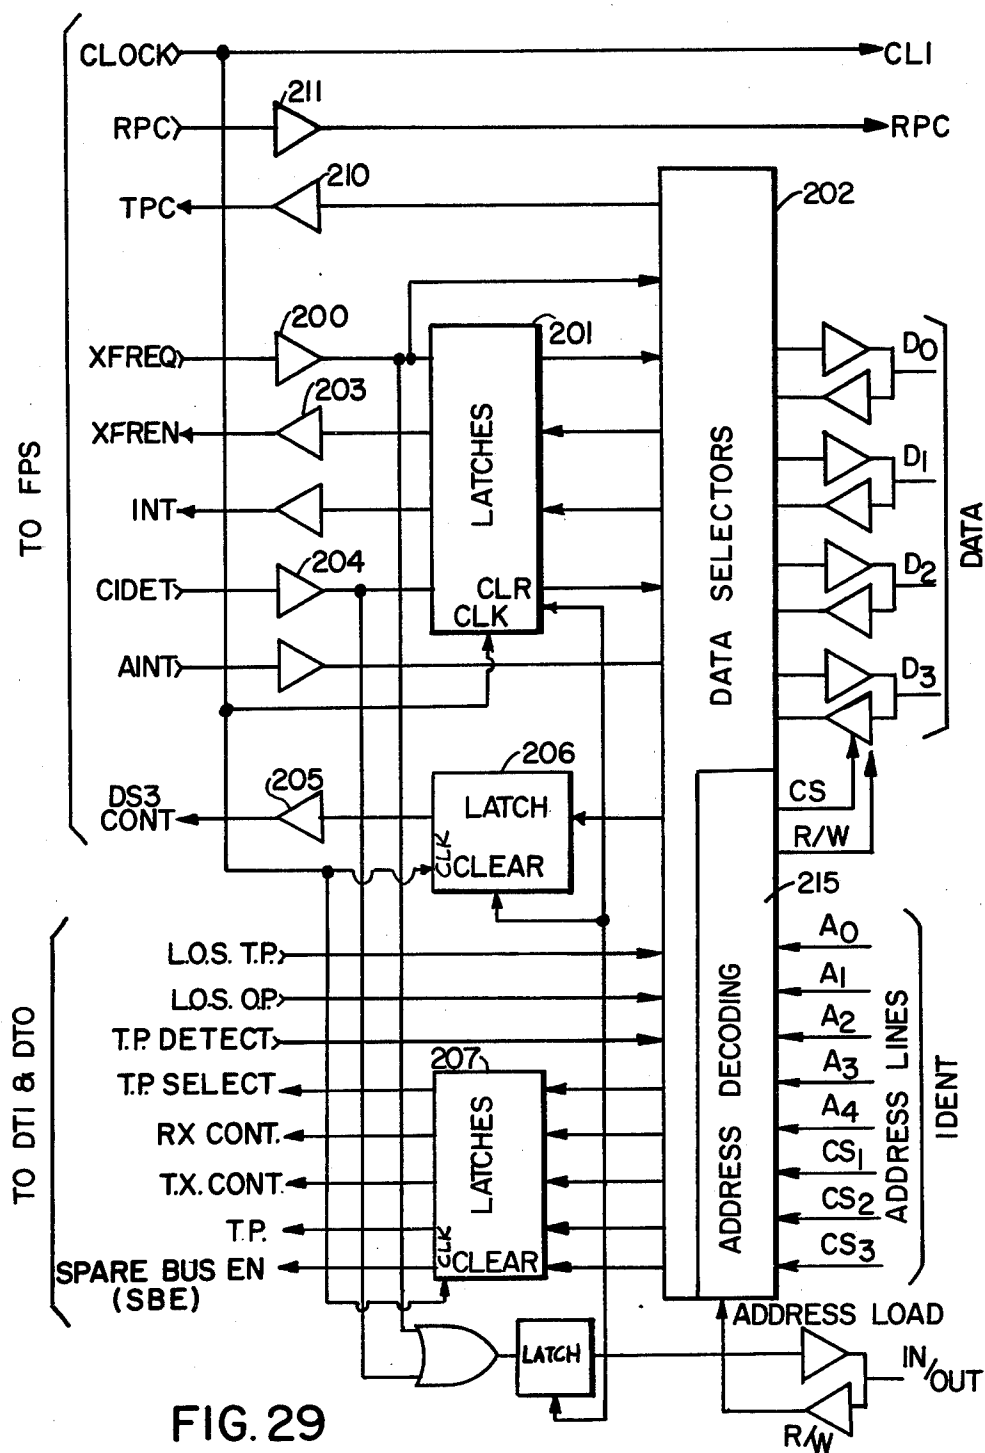 CLOCK
CLI
211
RPC
RPC
210
TPC
202
200
201
XFREQ
D0
203
XFREN
LATCHES
D1
TO FPS
INT
DATA SELECTORS
DATA
204
D2
CIDET
CLR
CLK
AINT
D3
206
205
DS3
CONT
LATCH
CS
CLK
CLEAR
R/W
215
A0
L.O.S. T.P.
A1
L.O.S. O.P.
A2
T.P. DETECT
207
A3
T.P. SELECT
A4
RX CONT.
CS1
T.X. CONT.
CS2
T.P.
CS3
SPARE BUS EN
(SBE)
TO DTI & DTO
LATCHES
CLK
CLEAR
ADDRESS DECODING
ADDRESS LINES
IDENT
ADDRESS LOAD
LATCH
IN/OUT
R/W
FIG. 29